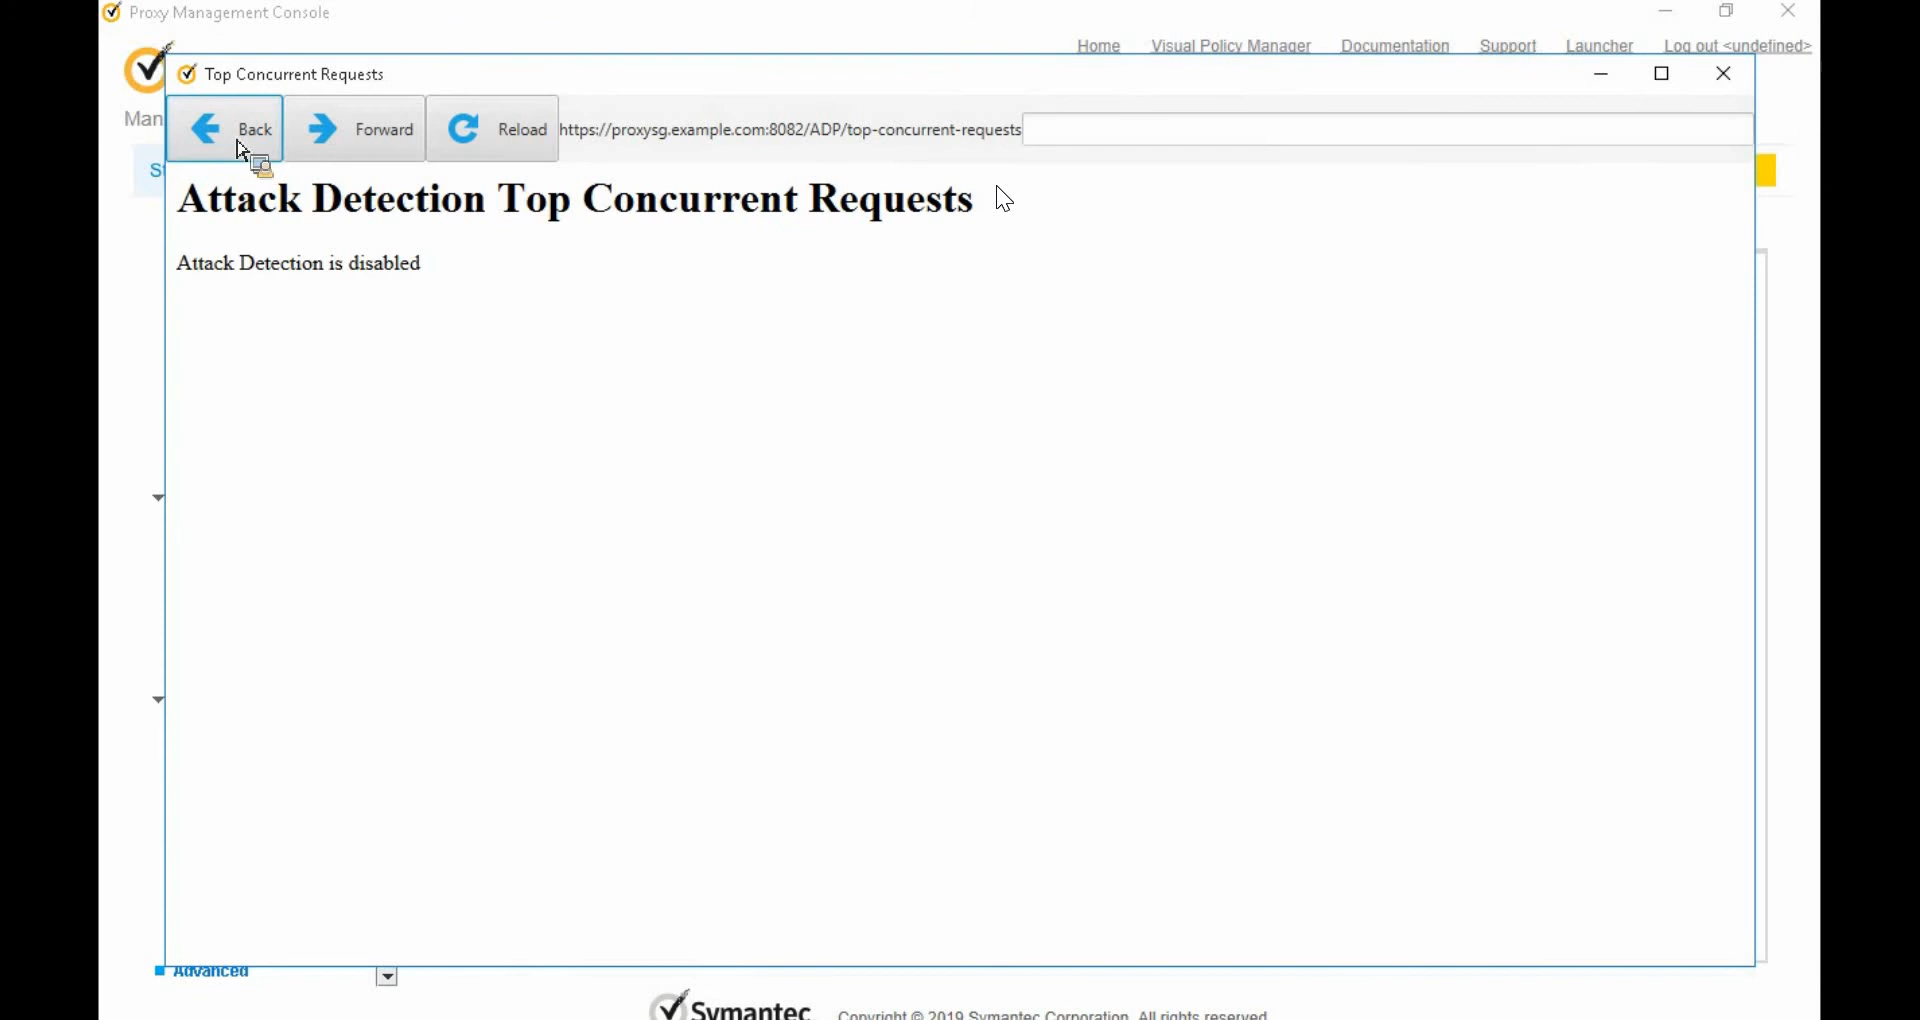 Proxy Management Console
Home Visual Policy Manager Documentation Support Launcher Log out <undefined>
Top Concurrent Requests
Man
Back Forward Reload https://proxysg.example.com:8082/ADP/top-concurrent-requests
St
Attack Detection Top Concurrent Requests
Attack Detection is disabled
Advanced
Symantec Copyright © 2019 Symantec Corporation. All rights reserved.